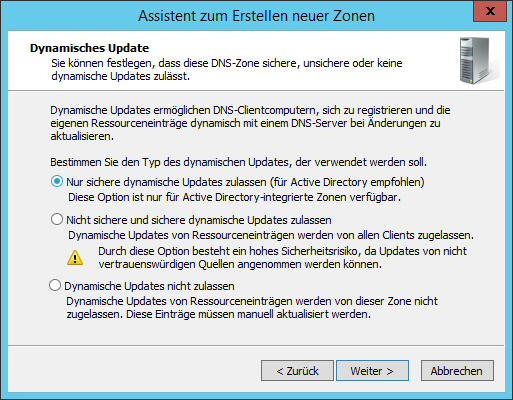 Assistent zum Erstellen neuer Zonen
x
Dynamisches Update
Sie können festlegen, dass diese DNS-Zone sichere, unsichere oder keine
dynamische Updates zulässt.
Dynamische Updates ermöglichen DNS-Clientcomputern, sich zu registrieren und die
eigenen Ressourceneinträge dynamisch mit einem DNS-Server bei Änderungen zu
aktualisieren.
Bestimmen Sie den Typ des dynamischen Updates, der verwendet werden soll.
Nur sichere dynamische Updates zulassen (für Active Directory empfohlen)
Diese Option ist nur für Active Directory-integrierte Zonen verfügbar.
Nicht sichere und sichere dynamische Updates zulassen
Dynamische Updates von Ressourceneinträgen werden von allen Clients zugelassen.
Durch diese Option besteht ein hohes Sicherheitsrisiko, da Updates von nicht
vertrauenswürdigen Quellen angenommen werden können.
Dynamische Updates nicht zulassen
Dynamische Updates von Ressourceneinträgen werden von dieser Zone nicht
zugelassen. Diese Einträge müssen manuell aktualisiert werden.
< Zurück
Weiter >
Abbrechen